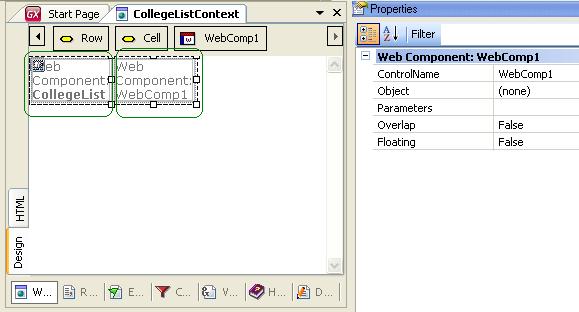 GX Start Page CollegeListContext
Row Cell WebComp1
Web Component: CollegeList
Web Component: WebComp1
HTML
Design
W... R... E... C... V... H... D...
Properties
Filter
Web Component: WebComp1
ControlName WebComp1
Object (none)
Parameters
Overlap False
Floating False